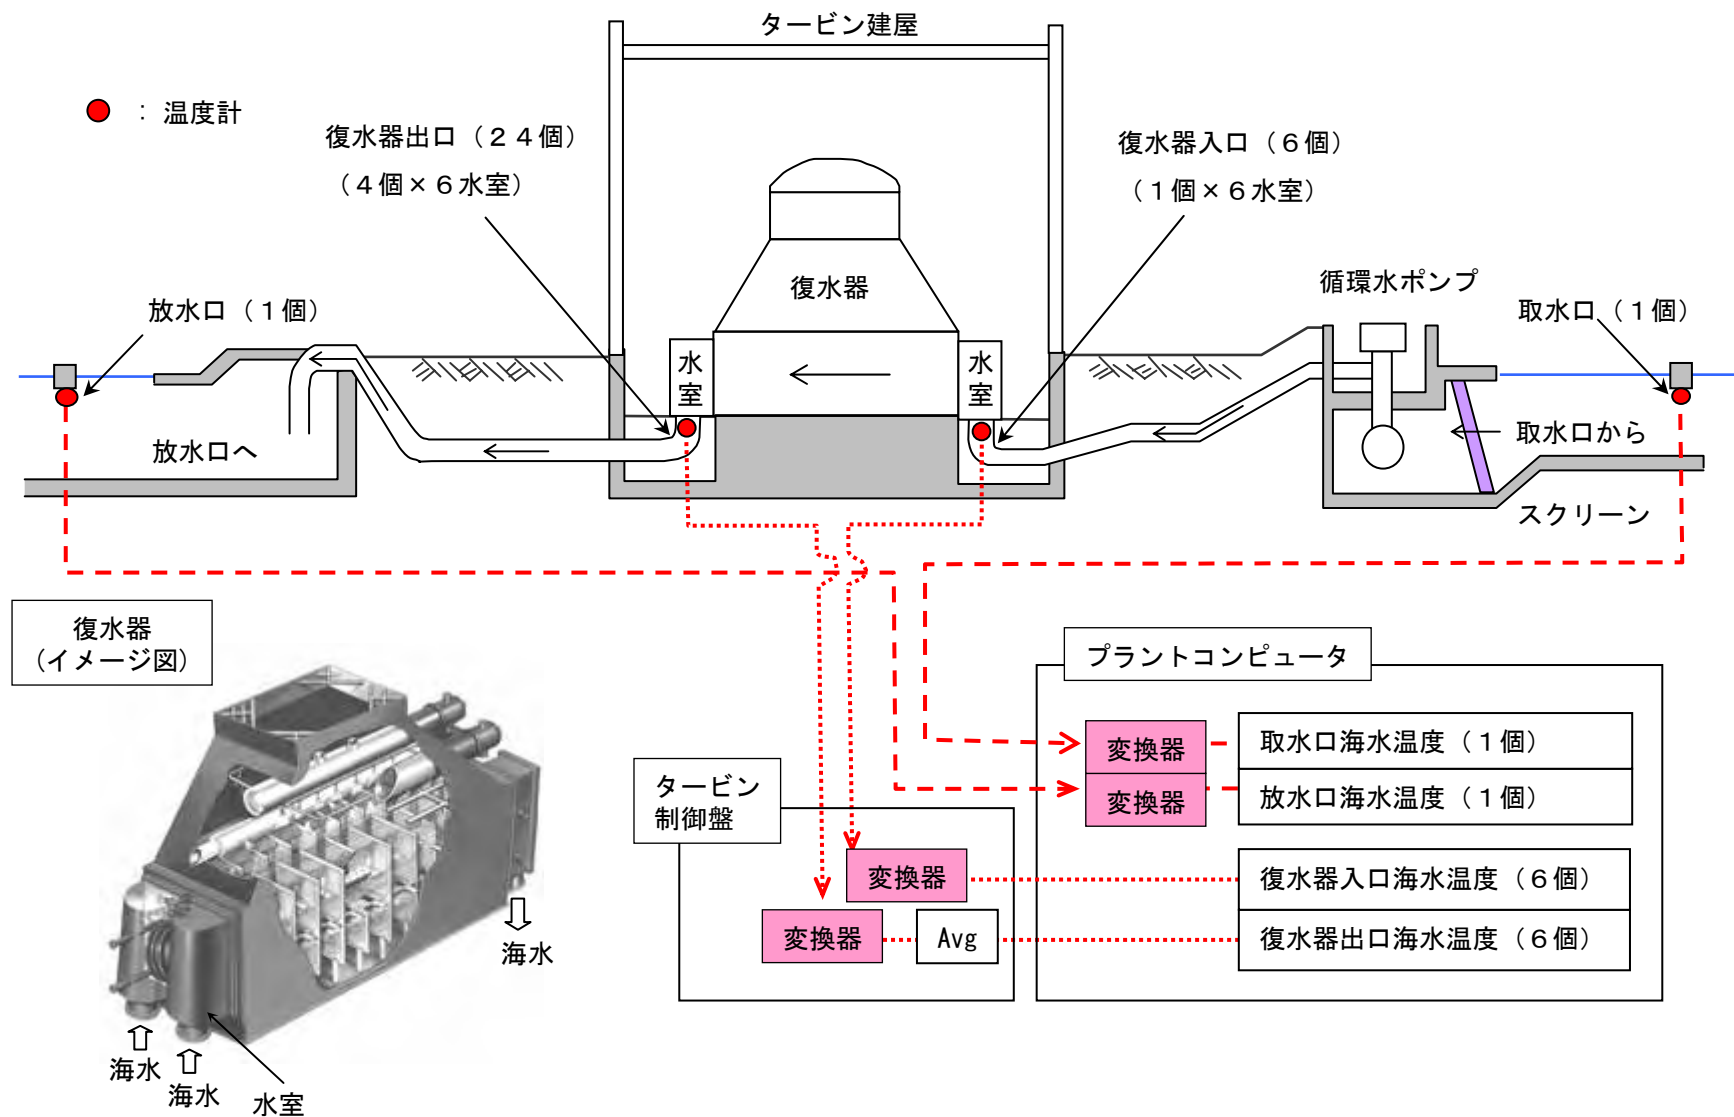 タービン建屋
：温度計
復水器出口（２４個）
（４個×６水室）
復水器入口（６個）
（１個×６水室）
復水器
循環水ポンプ
放水口（１個）
取水口（１個）
水室
水室
放水口へ
取水口から
スクリーン
復水器
（イメージ図）
プラントコンピュータ
変換器
取水口海水温度（１個）
変換器
放水口海水温度（１個）
タービン
制御盤
変換器
復水器入口海水温度（６個）
変換器
Avg
復水器出口海水温度（６個）
海水
海水
海水
水室